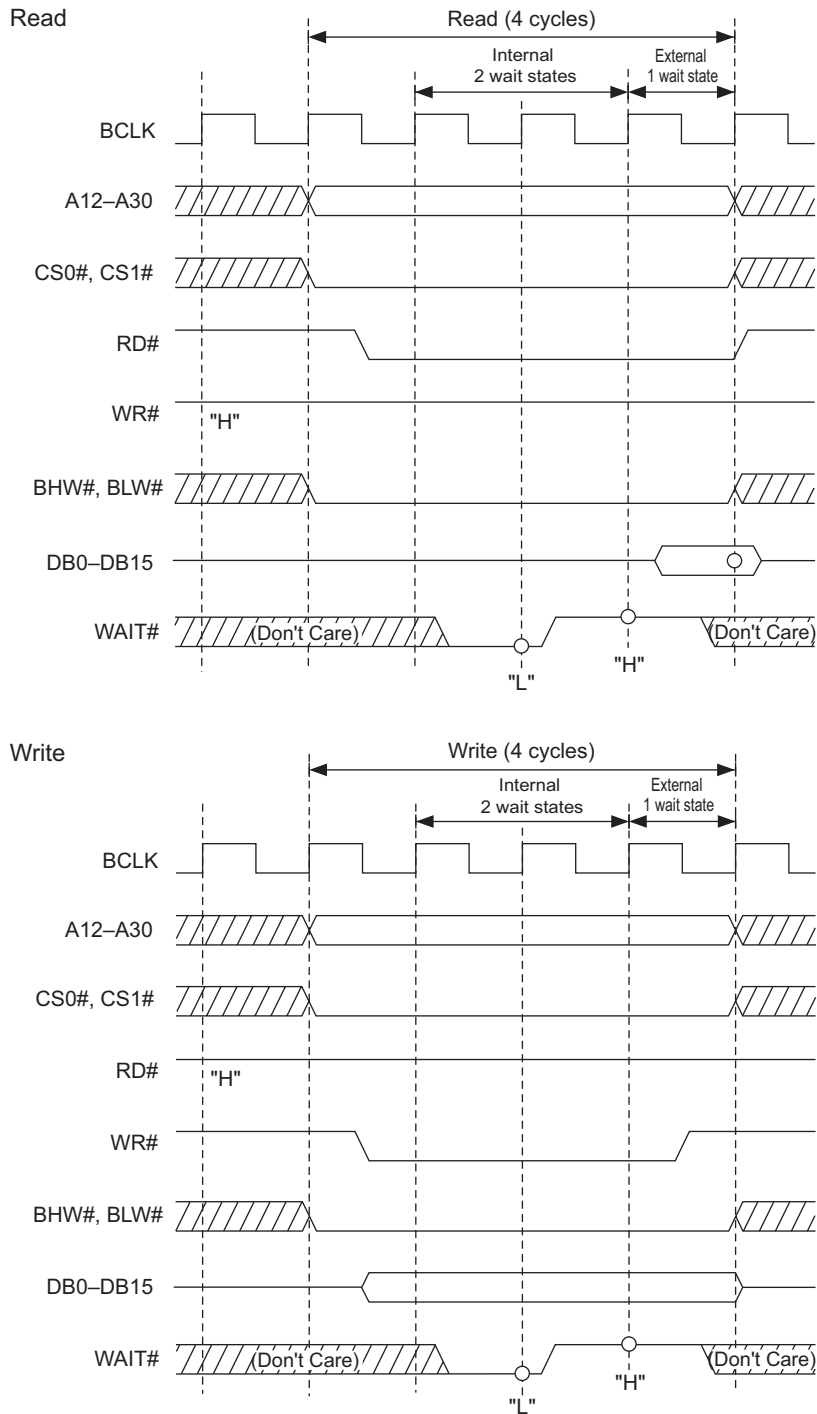 Read
Read (4 cycles)
Internal
2 wait states
External
1 wait state
BCLK
A12–A30
CS0#, CS1#
RD#
WR#
"H"
BHW#, BLW#
DB0–DB15
WAIT#
(Don't Care)
(Don't Care)
"L"
"H"
Write
Write (4 cycles)
Internal
2 wait states
External
1 wait state
BCLK
A12–A30
CS0#, CS1#
RD#
"H"
WR#
BHW#, BLW#
DB0–DB15
WAIT#
(Don't Care)
(Don't Care)
"L"
"H"